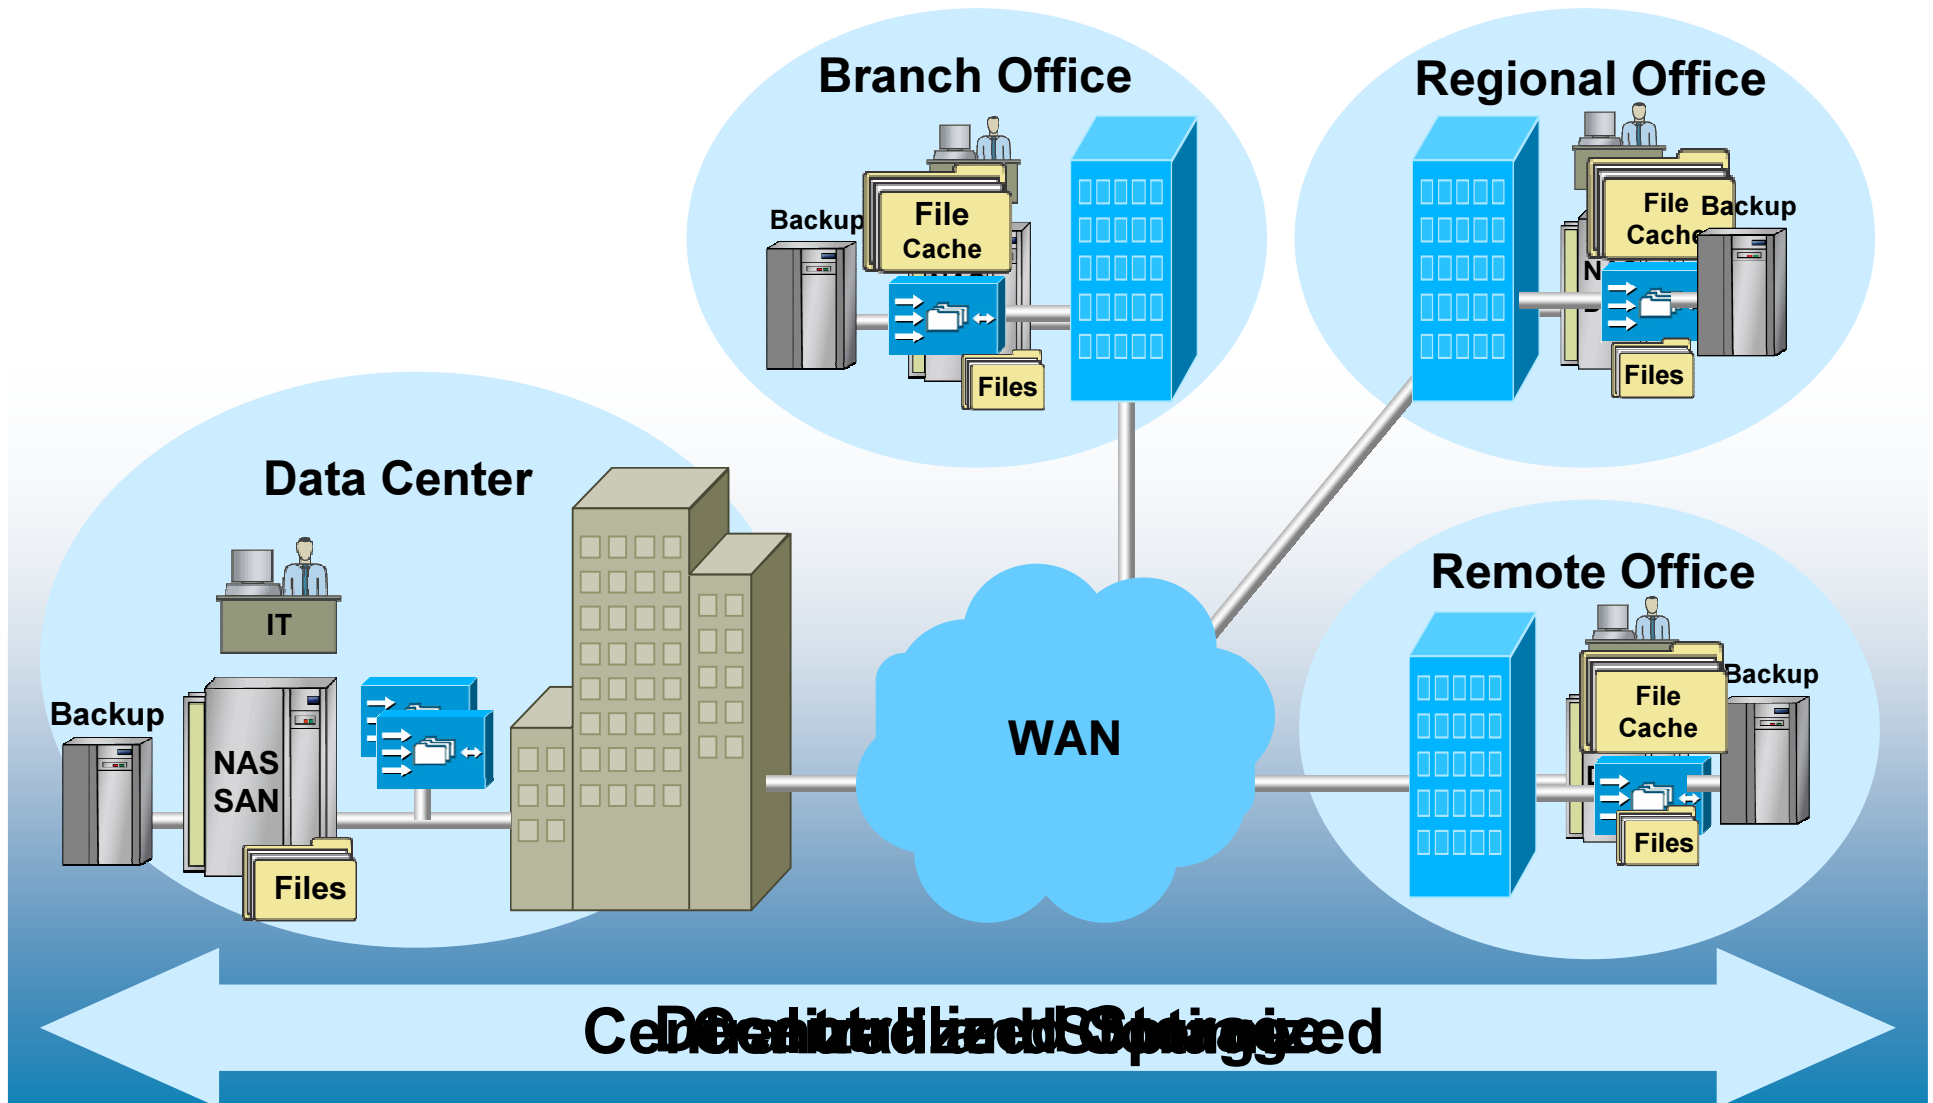 Branch Office
Regional Office
File
Cache
Backup
Files
File
Cache
Backup
Files
Data Center
IT
Backup
NAS
SAN
Files
WAN
Remote Office
File
Cache
Backup
Files